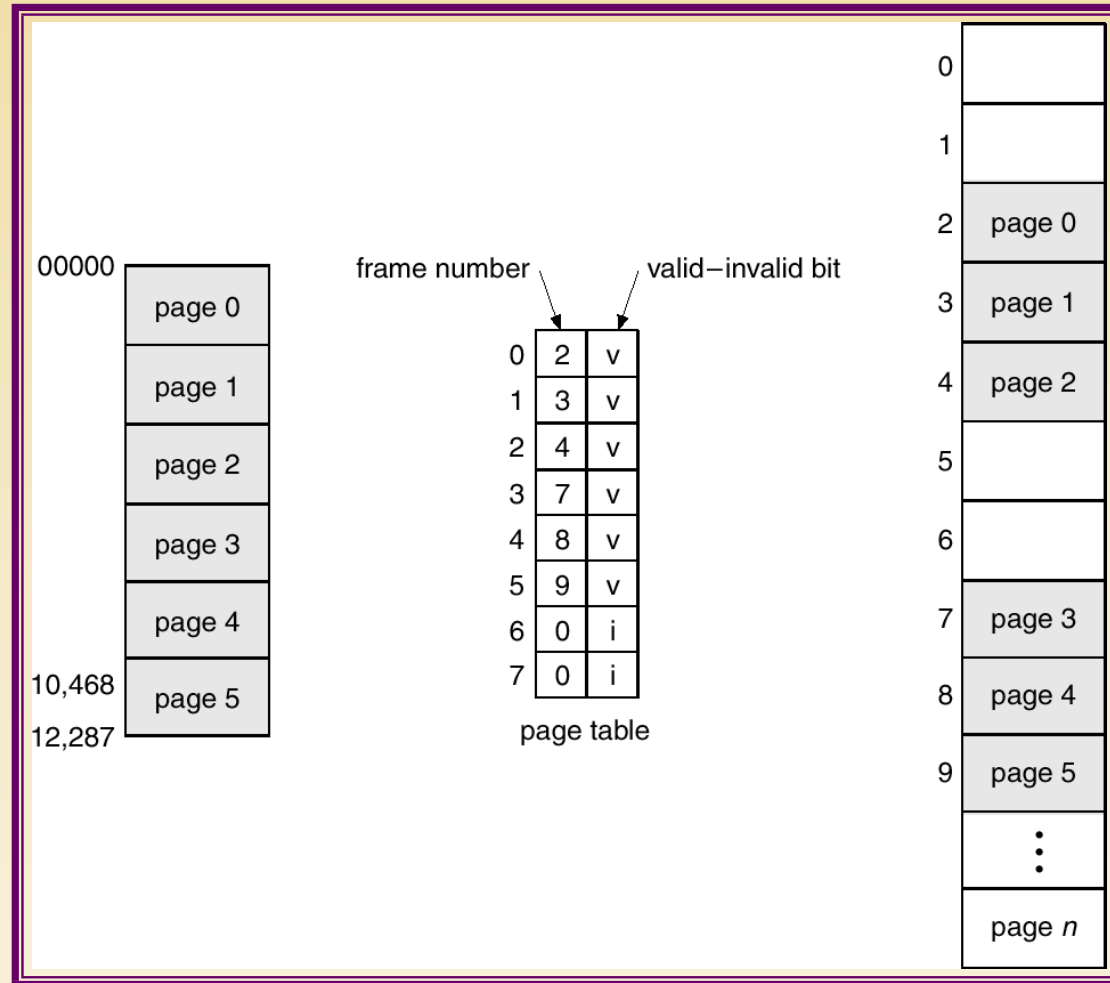 00000
page 0
page 1
page 2
page 3
page 4
page 5
10,468
12,287
frame number
valid–invalid bit
0 2 v
1 3 v
2 4 v
3 7 v
4 8 v
5 9 v
6 0 i
7 0 i
page table
0
1
2 page 0
3 page 1
4 page 2
5
6
7 page 3
8 page 4
9 page 5
page n